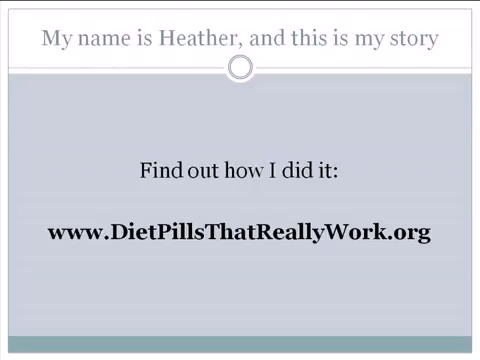 My name is Heather, and this is my story
Find out how I did it:
www.DietPillsThatReallyWork.org